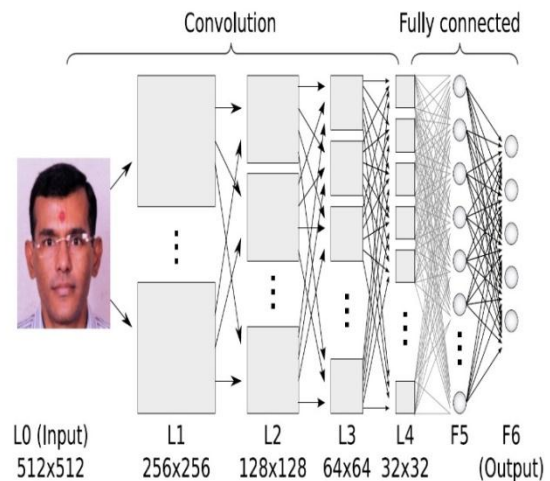 Convolution Fully connected
L0 (Input) L1 L2 L3 L4 F5 F6
512x512 256x256 128x128 64x64 32x32 (Output)